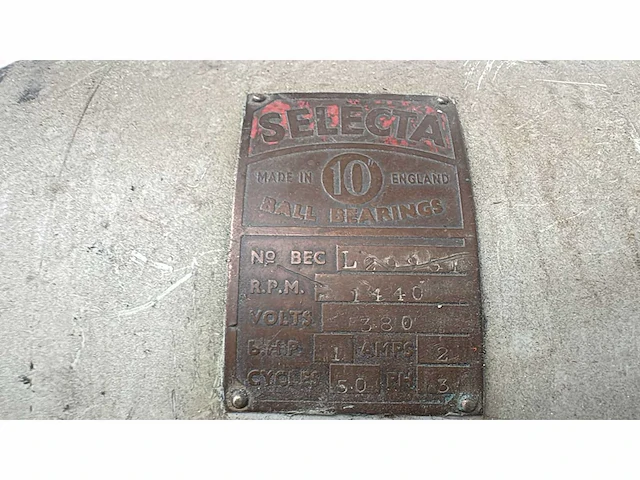 SELECTA
MADE IN 10" ENGLAND
BALL BEARINGS
No BEC
R.P.M. 1440
VOLTS 380
B.H.P. 1 AMPS 2
CYCLES 50 PH. 3